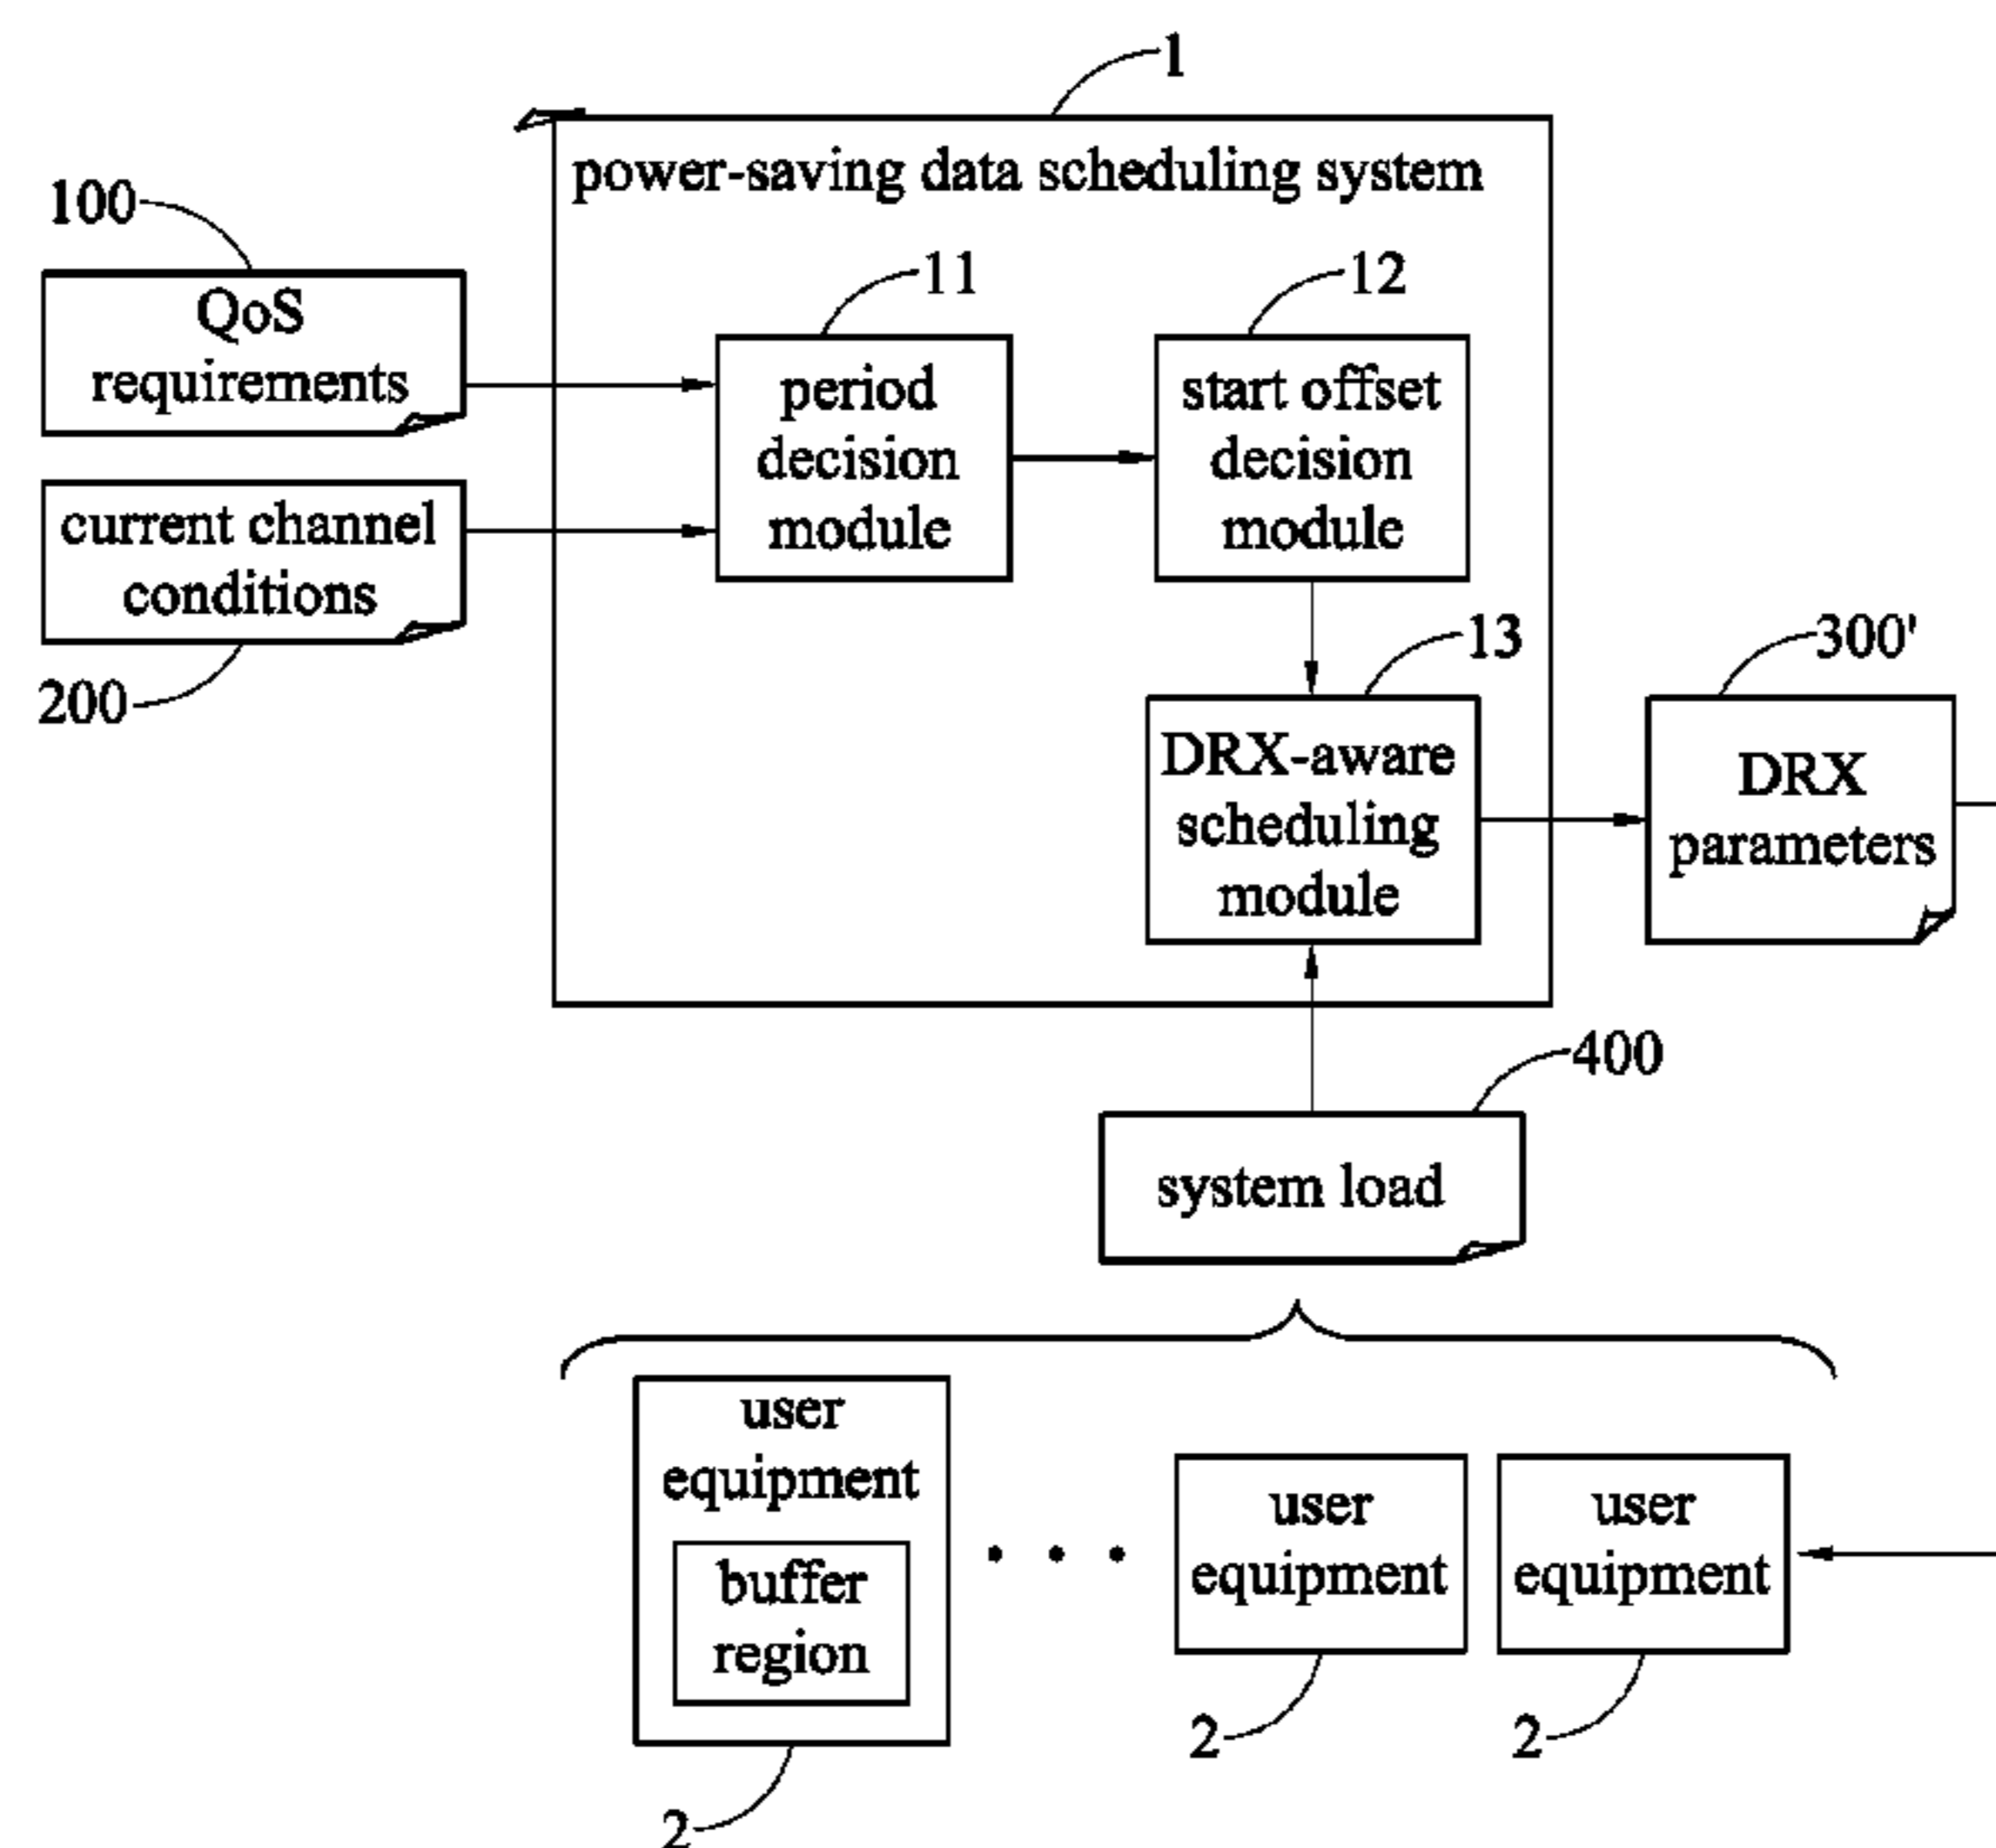 1
power-saving data scheduling system
100
QoS
requirements
11
period
decision
module
12
start offset
decision
module
current channel
conditions
200
13
DRX-aware
scheduling
module
300'
DRX
parameters
400
system load
user
equipment
buffer
region
2
user
equipment
2
user
equipment
2